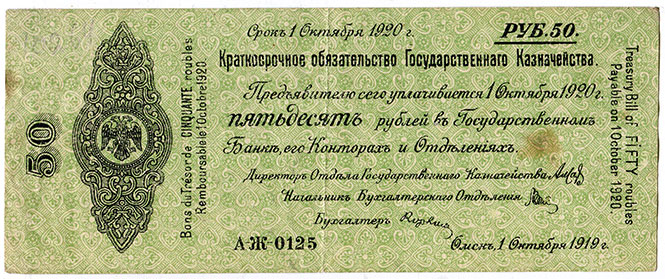 Срокъ 1 Октября 1920 г.
РУБ. 50.
Краткосрочное обязательство Государственнаго Казначейства.
Предъявителю сего уплачивается 1 Октября 1920 г.
ПЯТЬДЕСЯТЬ рублей въ Государственномъ
Банкѣ, его Конторахъ и Отдѣленіяхъ.
Директоръ Отдѣла Государственнаго Казначейства
Начальникъ Бухгалтерскаго Отдѣленія
Бухгалтеръ
А-Ж-0125
Омскъ, 1 Октября 1919 г.
50
Bons du Trésor de CINQUANTE roubles
Remboursable le 1 Octobre 1920
Treasury Bill of FIFTY roubles
Payable on 1 October 1920.